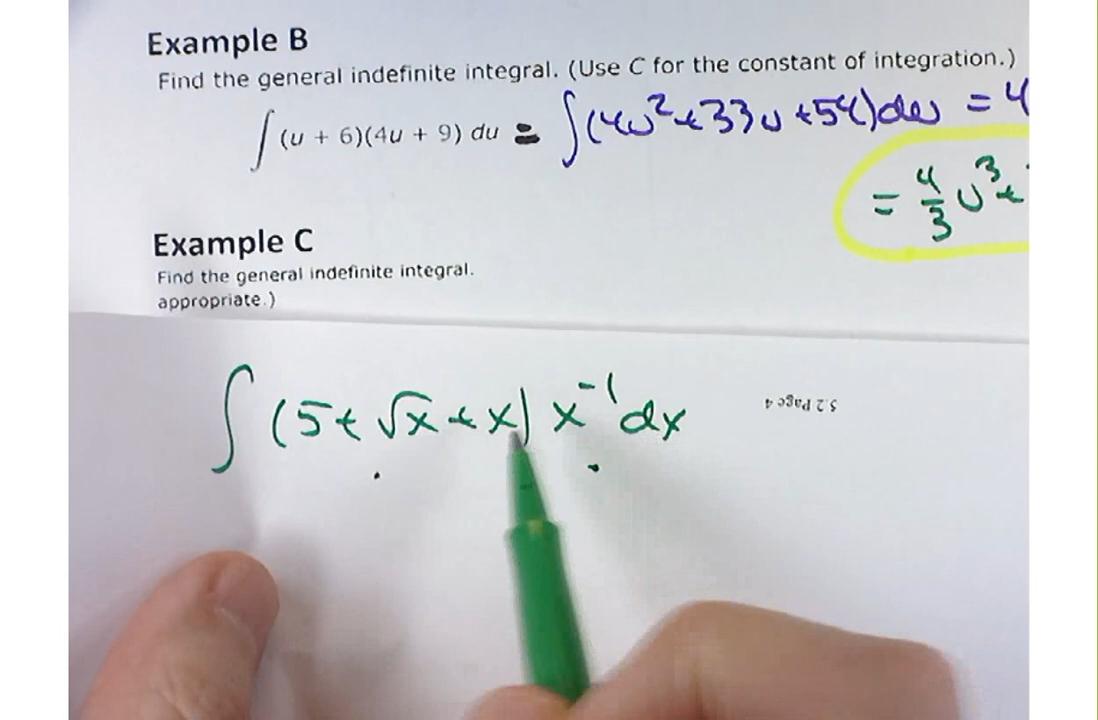 Example B
Find the general indefinite integral. (Use C for the constant of integration.)
∫ (u + 6)(4u + 9) du = ∫(4u²+33u+54)du = 4
= 4/3 u³ +
Example C
Find the general indefinite integral.
appropriate.)
∫ (5+ √x + x) x⁻¹ dx
5.2 Page 4